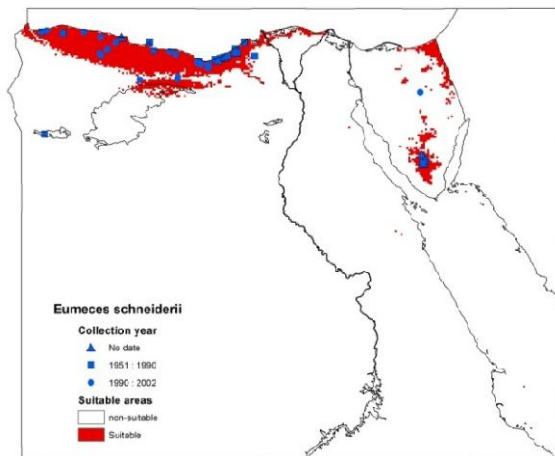 Eumeces schneiderii
Collection year
No date
1951 : 1990
1990 : 2002
Suitable areas
non-suitable
Suitable